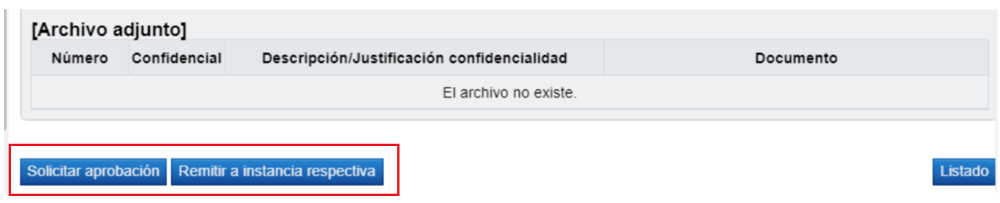 [Archivo adjunto]
Número Confidencial Descripción/Justificación confidencialidad Documento
El archivo no existe.
Solicitar aprobación Remitir a instancia respectiva Listado